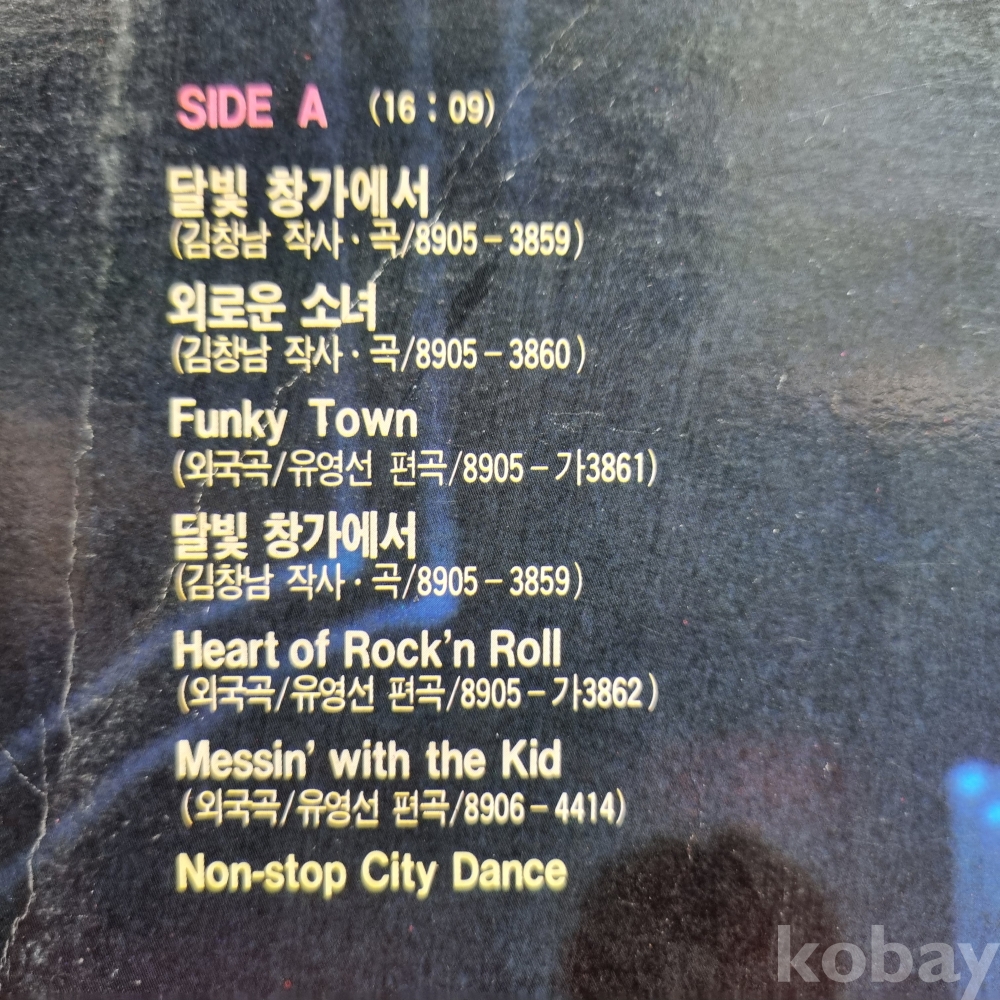 SIDE A (16 : 09)
달빛 창가에서
(김창남 작사·곡/8905-3859)
외로운 소녀
(김창남 작사·곡/8905-3860)
Funky Town
(외국곡/유영선 편곡/8905-가3861)
달빛 창가에서
(김창남 작사·곡/8905-3859)
Heart of Rock'n Roll
(외국곡/유영선 편곡/8905-가3862)
Messin' with the Kid
(외국곡/유영선 편곡/8906-4414)
Non-stop City Dance
kobay